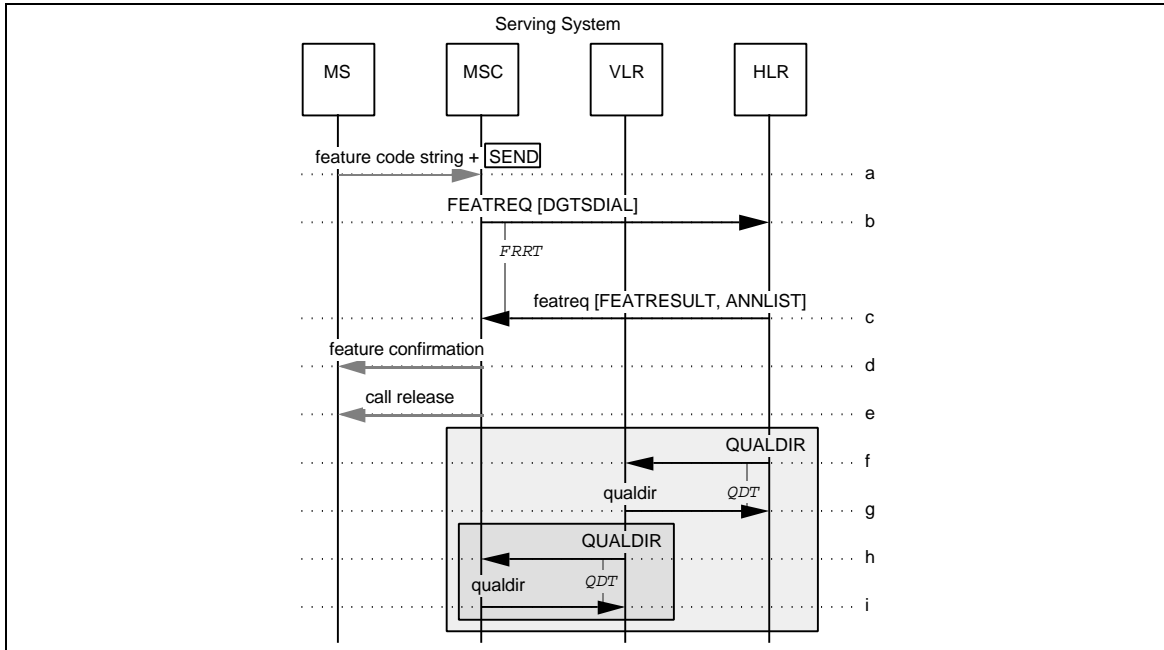 Serving System
MS MSC VLR HLR
feature code string + SEND
a
FEATREQ [DGTSDIAL]
b
FRRT
featreq [FEATRESULT, ANNLIST]
c
feature confirmation
d
call release
e
QUALDIR
f
qualdir QDT
g
QUALDIR
h
qualdir QDT
i